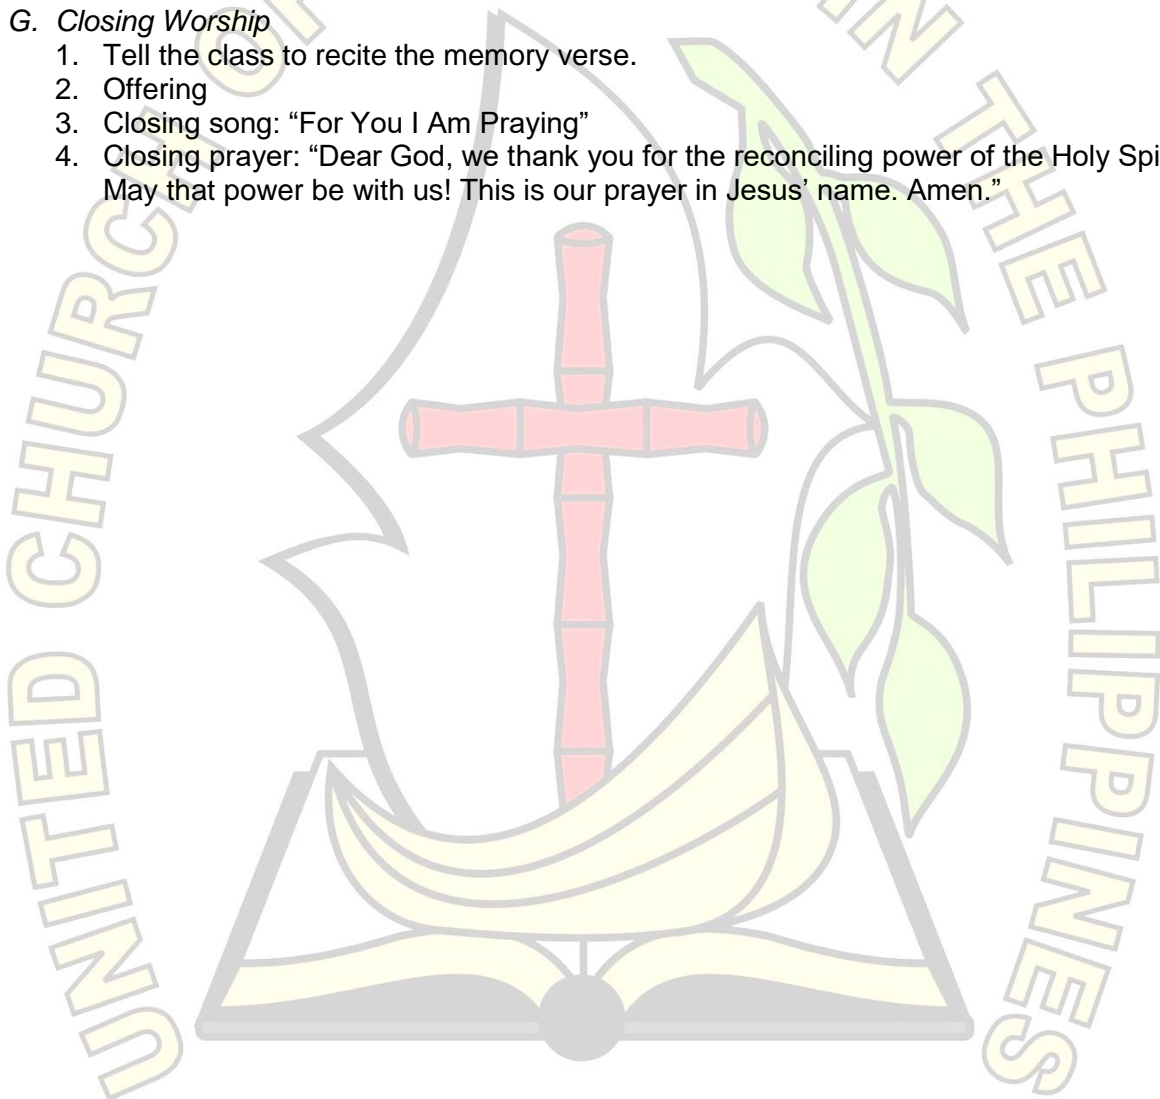 G. Closing Worship
1. Tell the class to recite the memory verse.
2. Offering
3. Closing song: “For You I Am Praying”
4. Closing prayer: “Dear God, we thank you for the reconciling power of the Holy Spi
May that power be with us! This is our prayer in Jesus’ name. Amen.”
UNITED CHURCH OF
IN THE PHILIPPINES